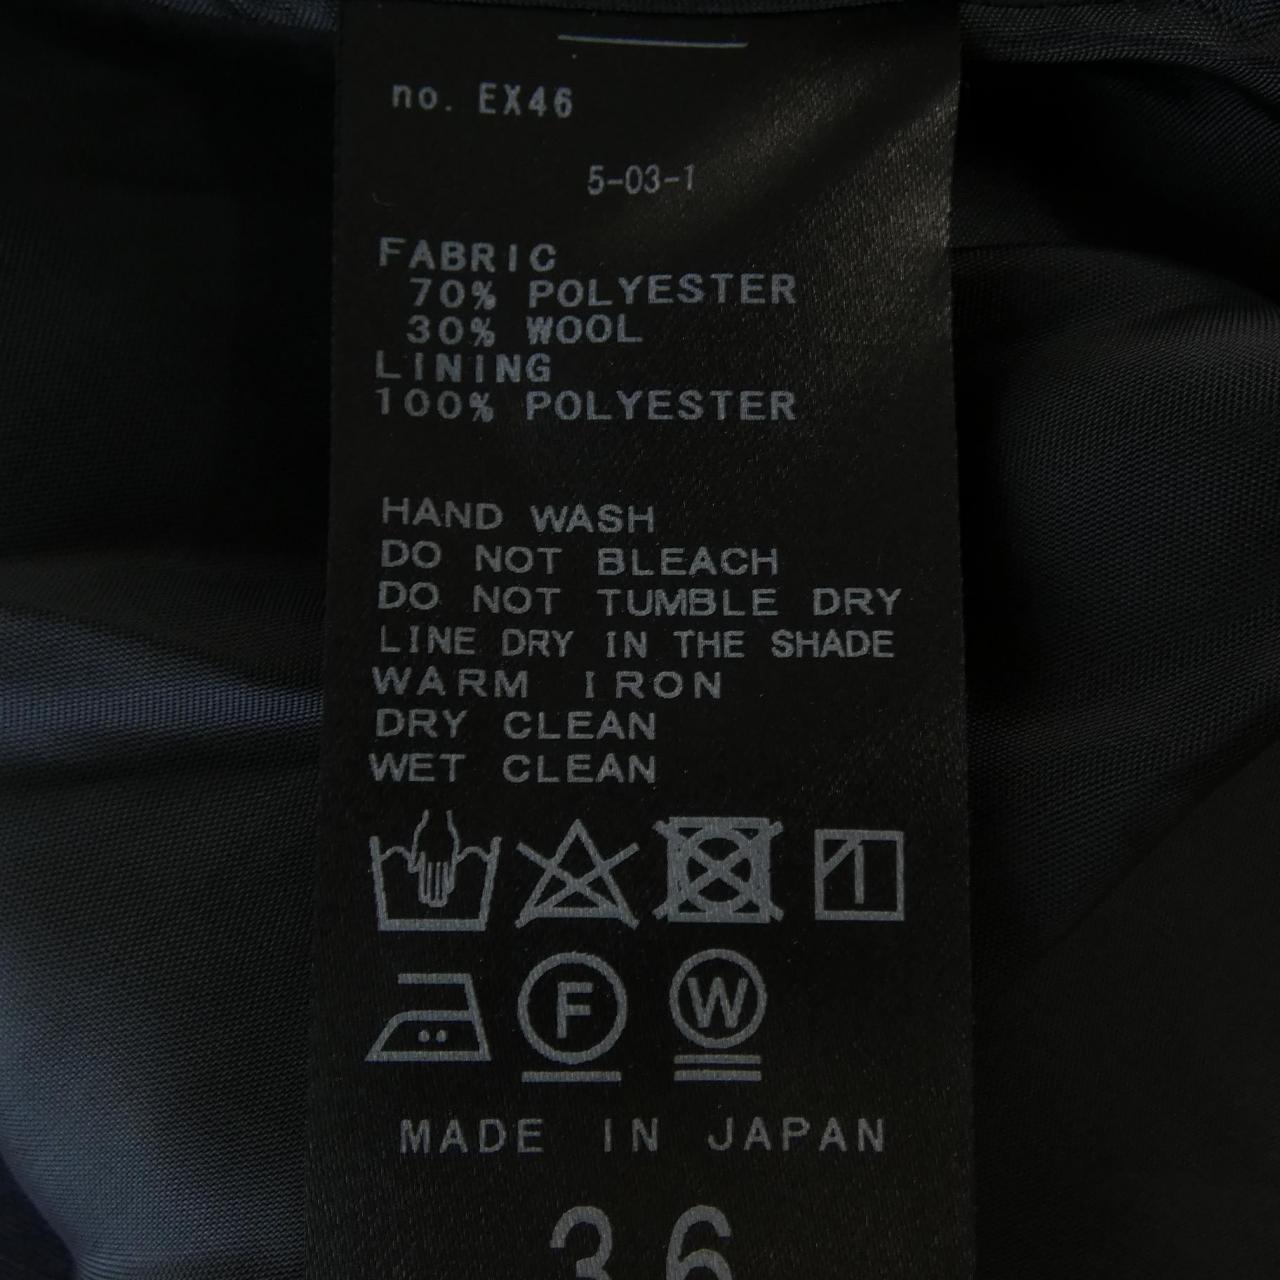 no. EX46
5-03-1
FABRIC
70% POLYESTER
30% WOOL
LINING
100% POLYESTER
HAND WASH
DO NOT BLEACH
DO NOT TUMBLE DRY
LINE DRY IN THE SHADE
WARM IRON
DRY CLEAN
WET CLEAN
F W
MADE IN JAPAN
36